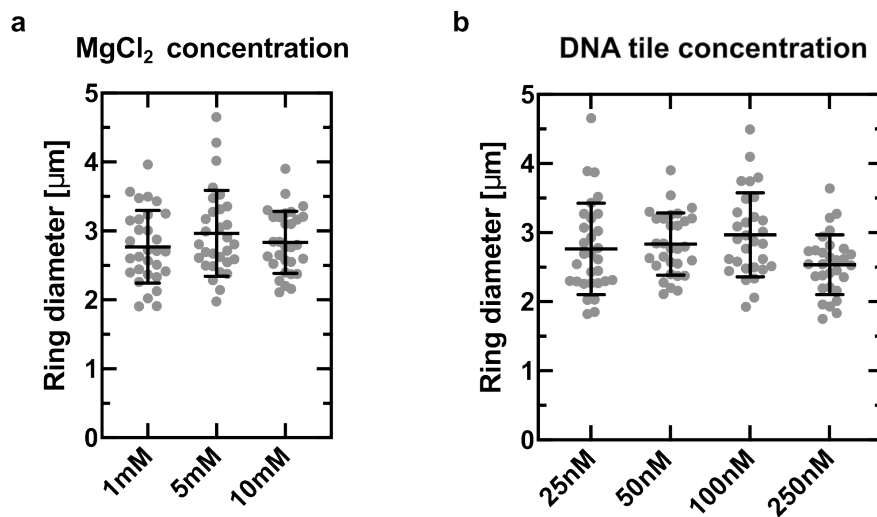 a
MgCl₂ concentration
Ring diameter [μm]
5
4
3
2
1
0
1mM
5mM
10mM
b
DNA tile concentration
Ring diameter [μm]
5
4
3
2
1
0
25nM
50nM
100nM
250nM